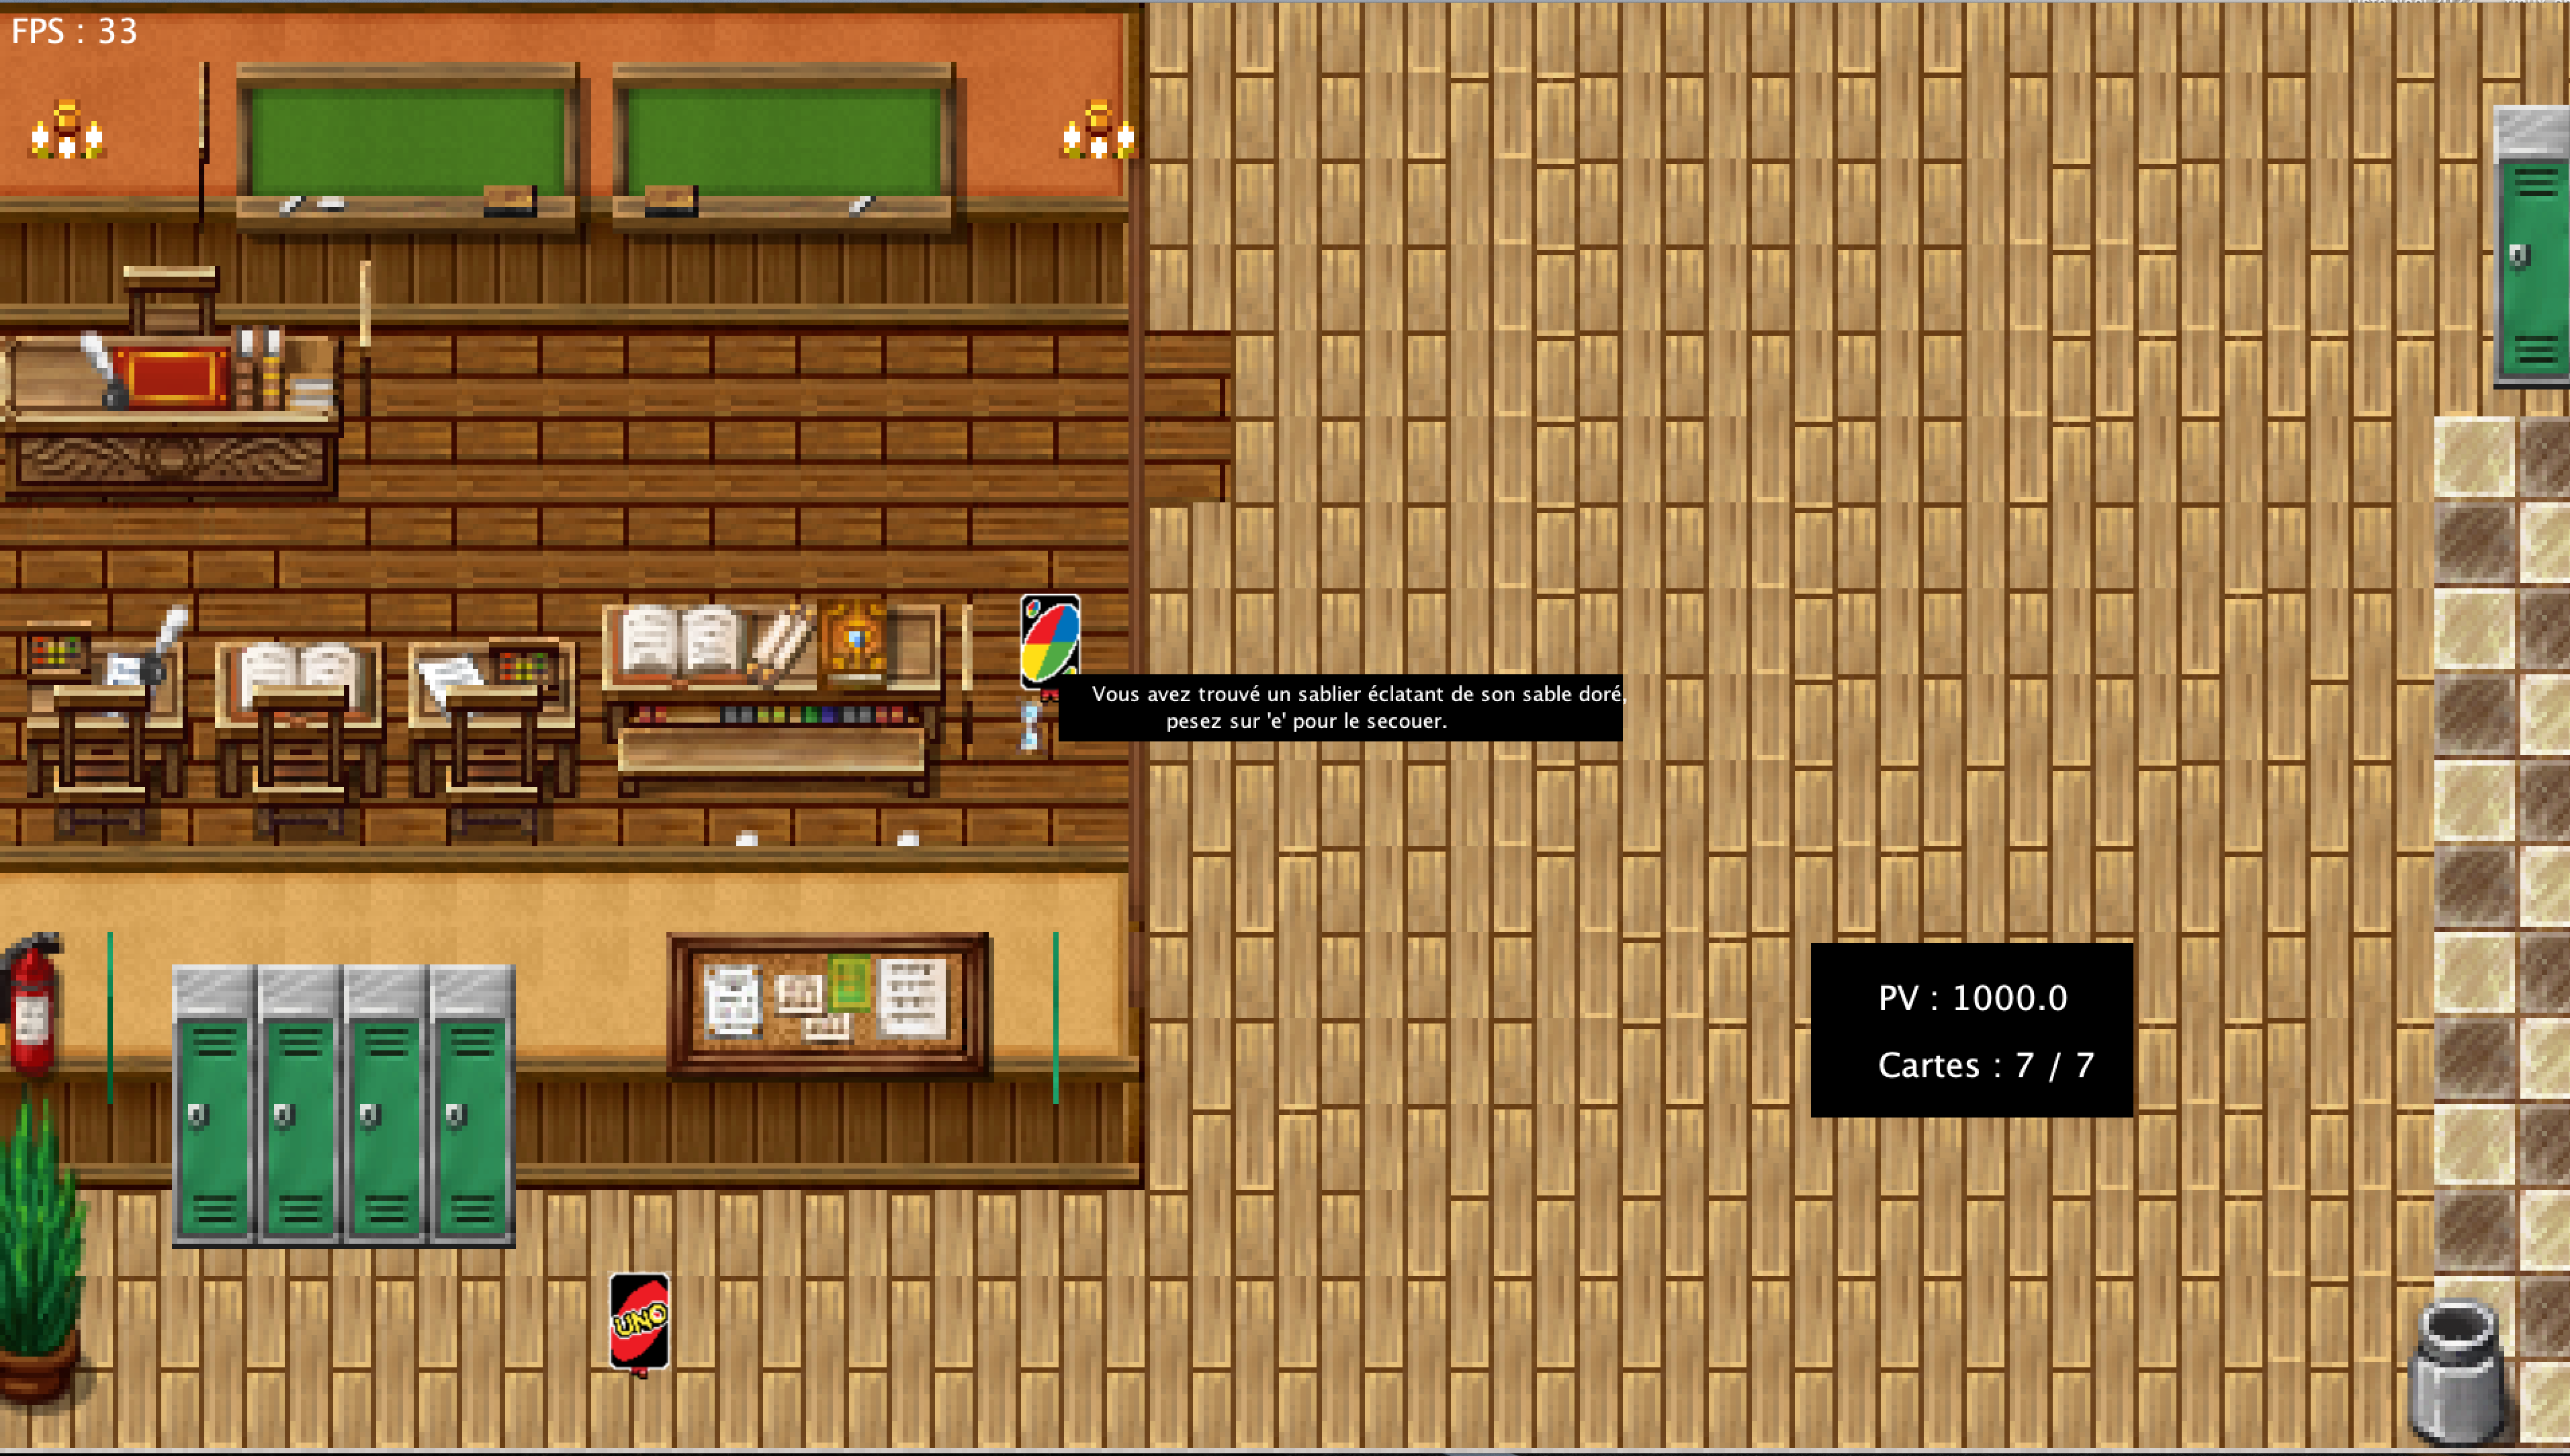 FPS : 33
Vous avez trouvé un sablier éclatant de son sable doré,
pesez sur 'e' pour le secouer.
PV : 1000.0
Cartes : 7 / 7
UNO